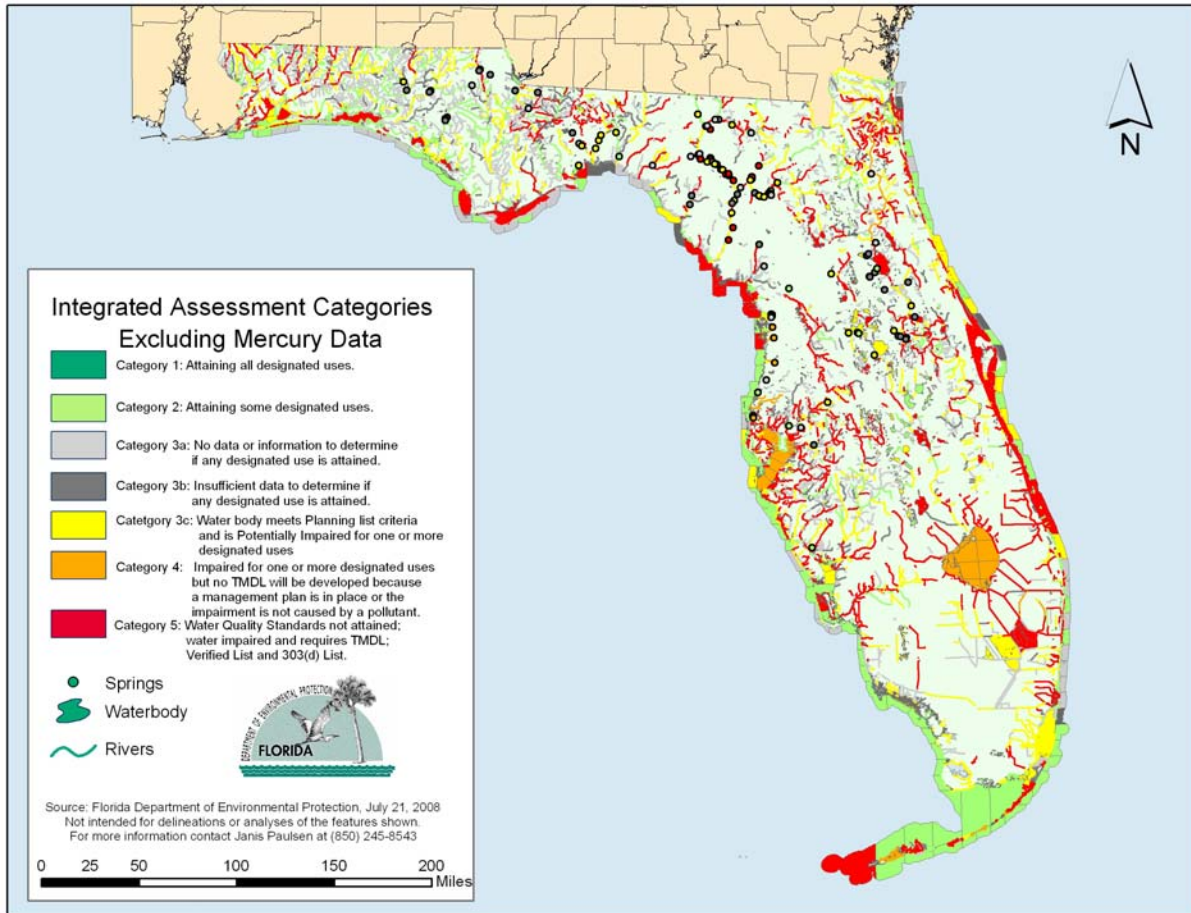 N
Integrated Assessment Categories
Excluding Mercury Data
Category 1: Attaining all designated uses.
Category 2: Attaining some designated uses.
Category 3a: No data or information to determine
if any designated use is attained.
Category 3b: Insufficient data to determine if
any designated use is attained.
Category 3c: Water body meets Planning list criteria
and is Potentially Impaired for one or more
designated uses
Category 4: Impaired for one or more designated uses
but no TMDL will be developed because
a management plan is in place or the
impairment is not caused by a pollutant.
Category 5: Water Quality Standards not attained;
water impaired and requires TMDL;
Verified List and 303(d) List.
Springs
Waterbody
Rivers
DEPARTMENT OF ENVIRONMENTAL PROTECTION
FLORIDA
Source: Florida Department of Environmental Protection, July 21, 2008
Not intended for delineations or analyses of the features shown.
For more information contact Janis Paulsen at (850) 245-8543
0 25 50 100 150 200
Miles